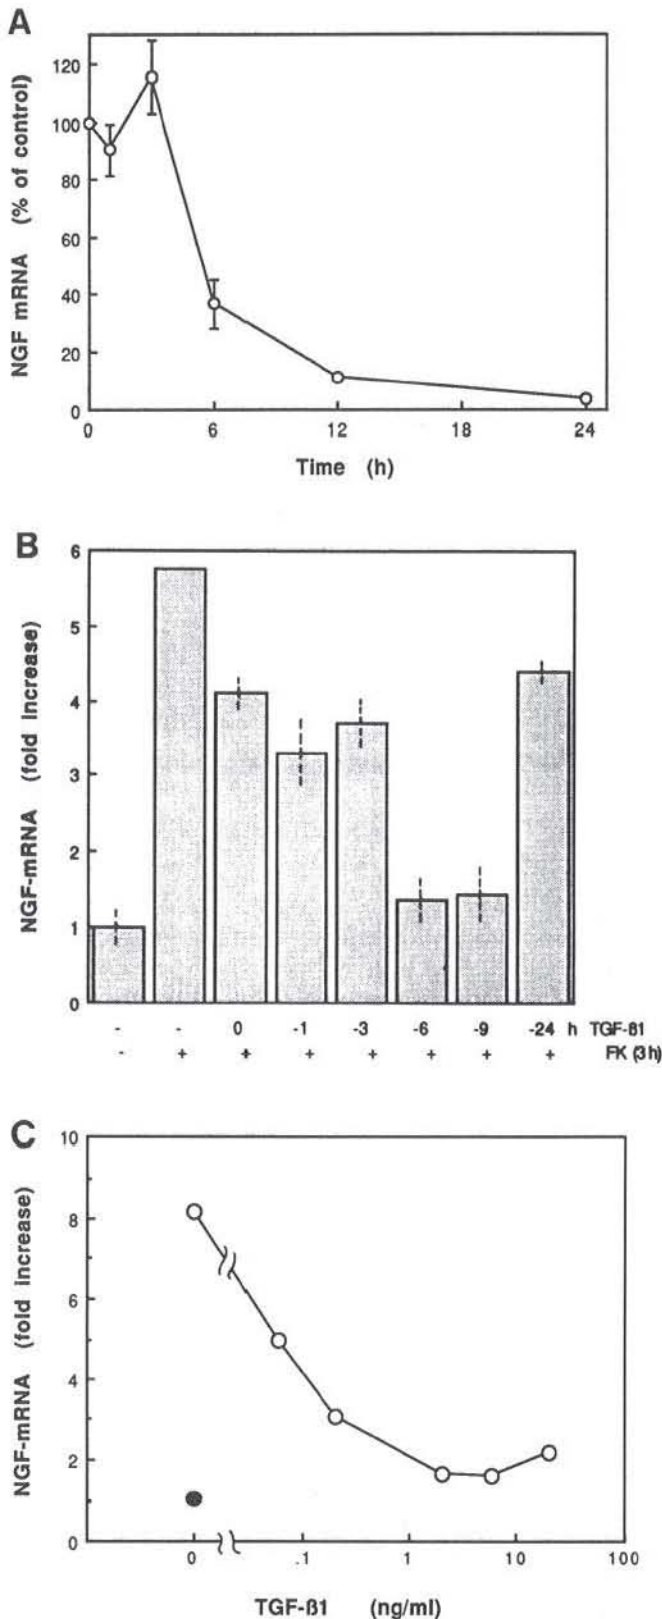 A
NGF mRNA (% of control)
120
100
80
60
40
20
0
0 6 12 18 24
Time (h)
B
NGF-mRNA (fold increase)
6
5
4
3
2
1
0
- - 0 -1 -3 -6 -9 -24 h TGF-ß1
- + + + + + + + FK (3h)
C
NGF-mRNA (fold increase)
10
8
6
4
2
0
0 .1 1 10 100
TGF-ß1 (ng/ml)